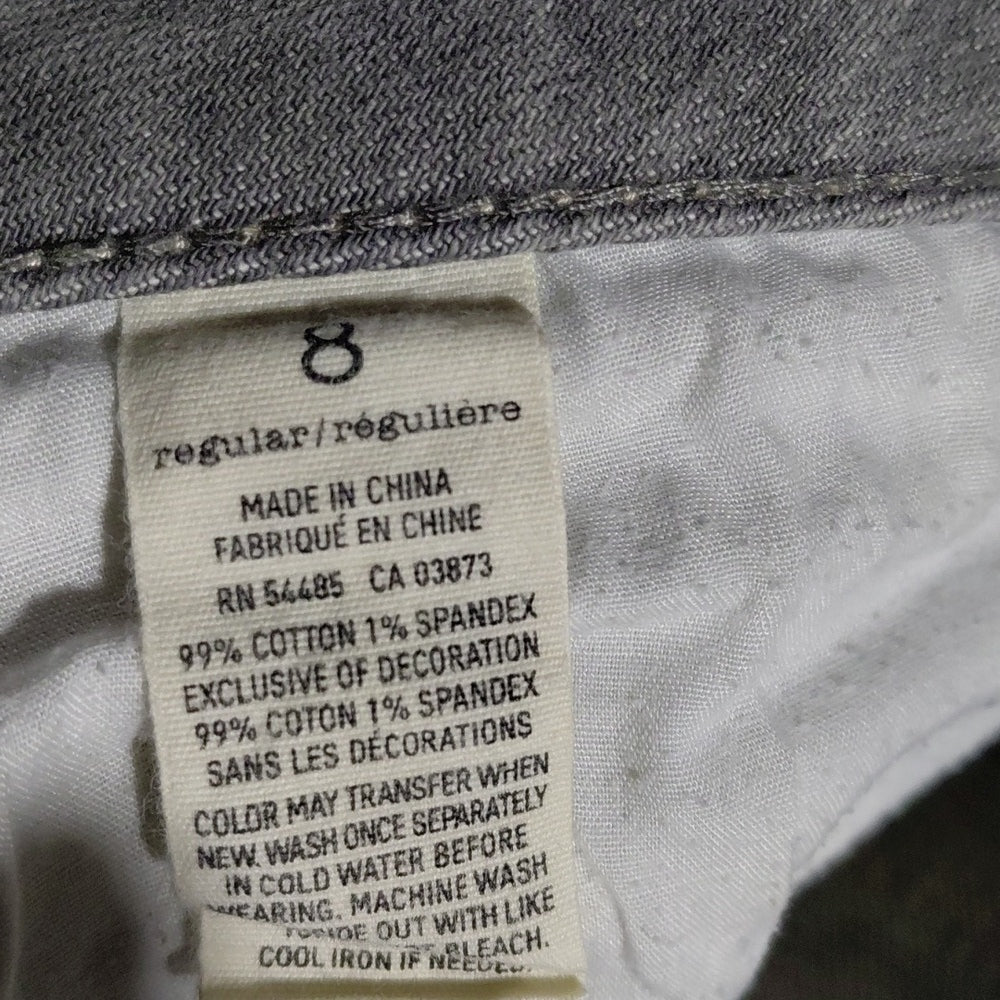 8
regular/régulière
MADE IN CHINA
FABRIQUÉ EN CHINE
RN 54485 CA 03873
99% COTTON 1% SPANDEX
EXCLUSIVE OF DECORATION
99% COTON 1% SPANDEX
SANS LES DÉCORATIONS
COLOR MAY TRANSFER WHEN
NEW. WASH ONCE SEPARATELY
IN COLD WATER BEFORE
WEARING. MACHINE WASH
OUT WITH LIKE
BLEACH.
COOL IRON IF NEEDED.